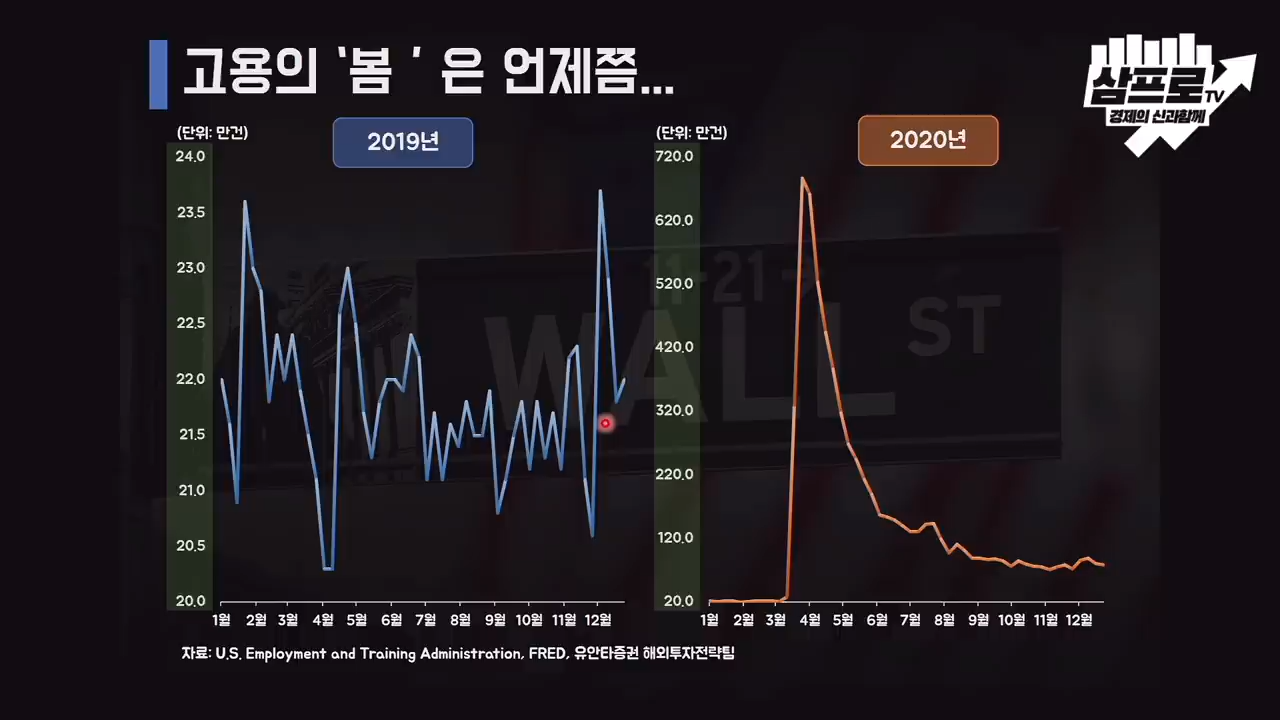 고용의 ‘봄 ’ 은 언제쯤...
삼프로TV
경제의 신과함께
(단위: 만건)
2019년
24.0
23.5
23.0
22.5
22.0
21.5
21.0
20.5
20.0
1월 2월 3월 4월 5월 6월 7월 8월 9월 10월 11월 12월
(단위: 만건)
2020년
720.0
620.0
520.0
420.0
320.0
220.0
120.0
20.0
1월 2월 3월 4월 5월 6월 7월 8월 9월 10월 11월 12월
11-21→
WALL ST
자료: U.S. Employment and Training Administration, FRED, 유안타증권 해외투자전략팀